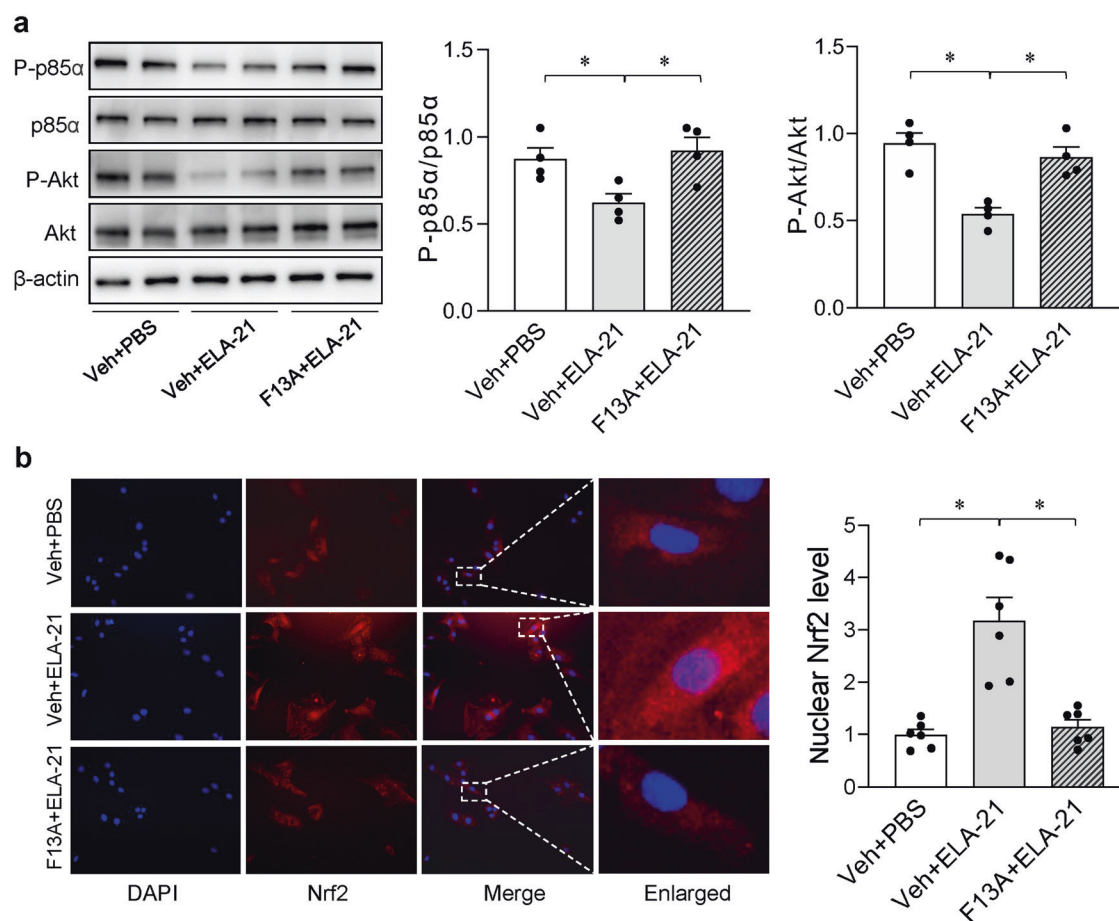 a
P-p85α
p85α
P-Akt
Akt
β-actin
Veh+PBS
Veh+ELA-21
F13A+ELA-21
P-p85α/p85α
1.5
1.0
0.5
0.0
*
*
Veh+PBS
Veh+ELA-21
F13A+ELA-21
P-Akt/Akt
1.5
1.0
0.5
0.0
*
*
Veh+PBS
Veh+ELA-21
F13A+ELA-21
b
Veh+PBS
Veh+ELA-21
F13A+ELA-21
DAPI
Nrf2
Merge
Enlarged
Nuclear Nrf2 level
5
4
3
2
1
0
*
*
Veh+PBS
Veh+ELA-21
F13A+ELA-21